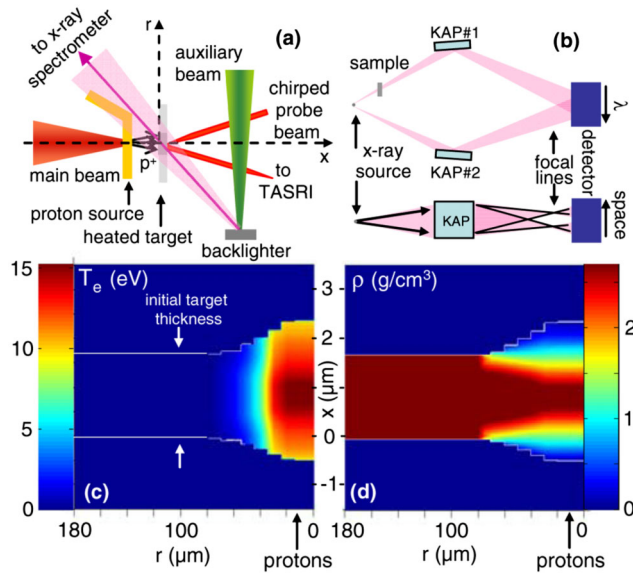 (a)
r
to x-ray
spectrometer
auxiliary
beam
chirped
probe
beam
x
main beam
p⁺
to
TASRI
proton source
heated target
backlighter
(b)
KAP#1
sample
λ
x-ray
source
KAP#2
focal
lines
detector
KAP
space
15
10
5
0
Tₑ (eV)
initial target
thickness
(c)
180
100
0
r (μm)
protons
3
2
1
0
-1
x (μm)
ρ (g/cm³)
(d)
180
100
0
r (μm)
protons
2
1
0